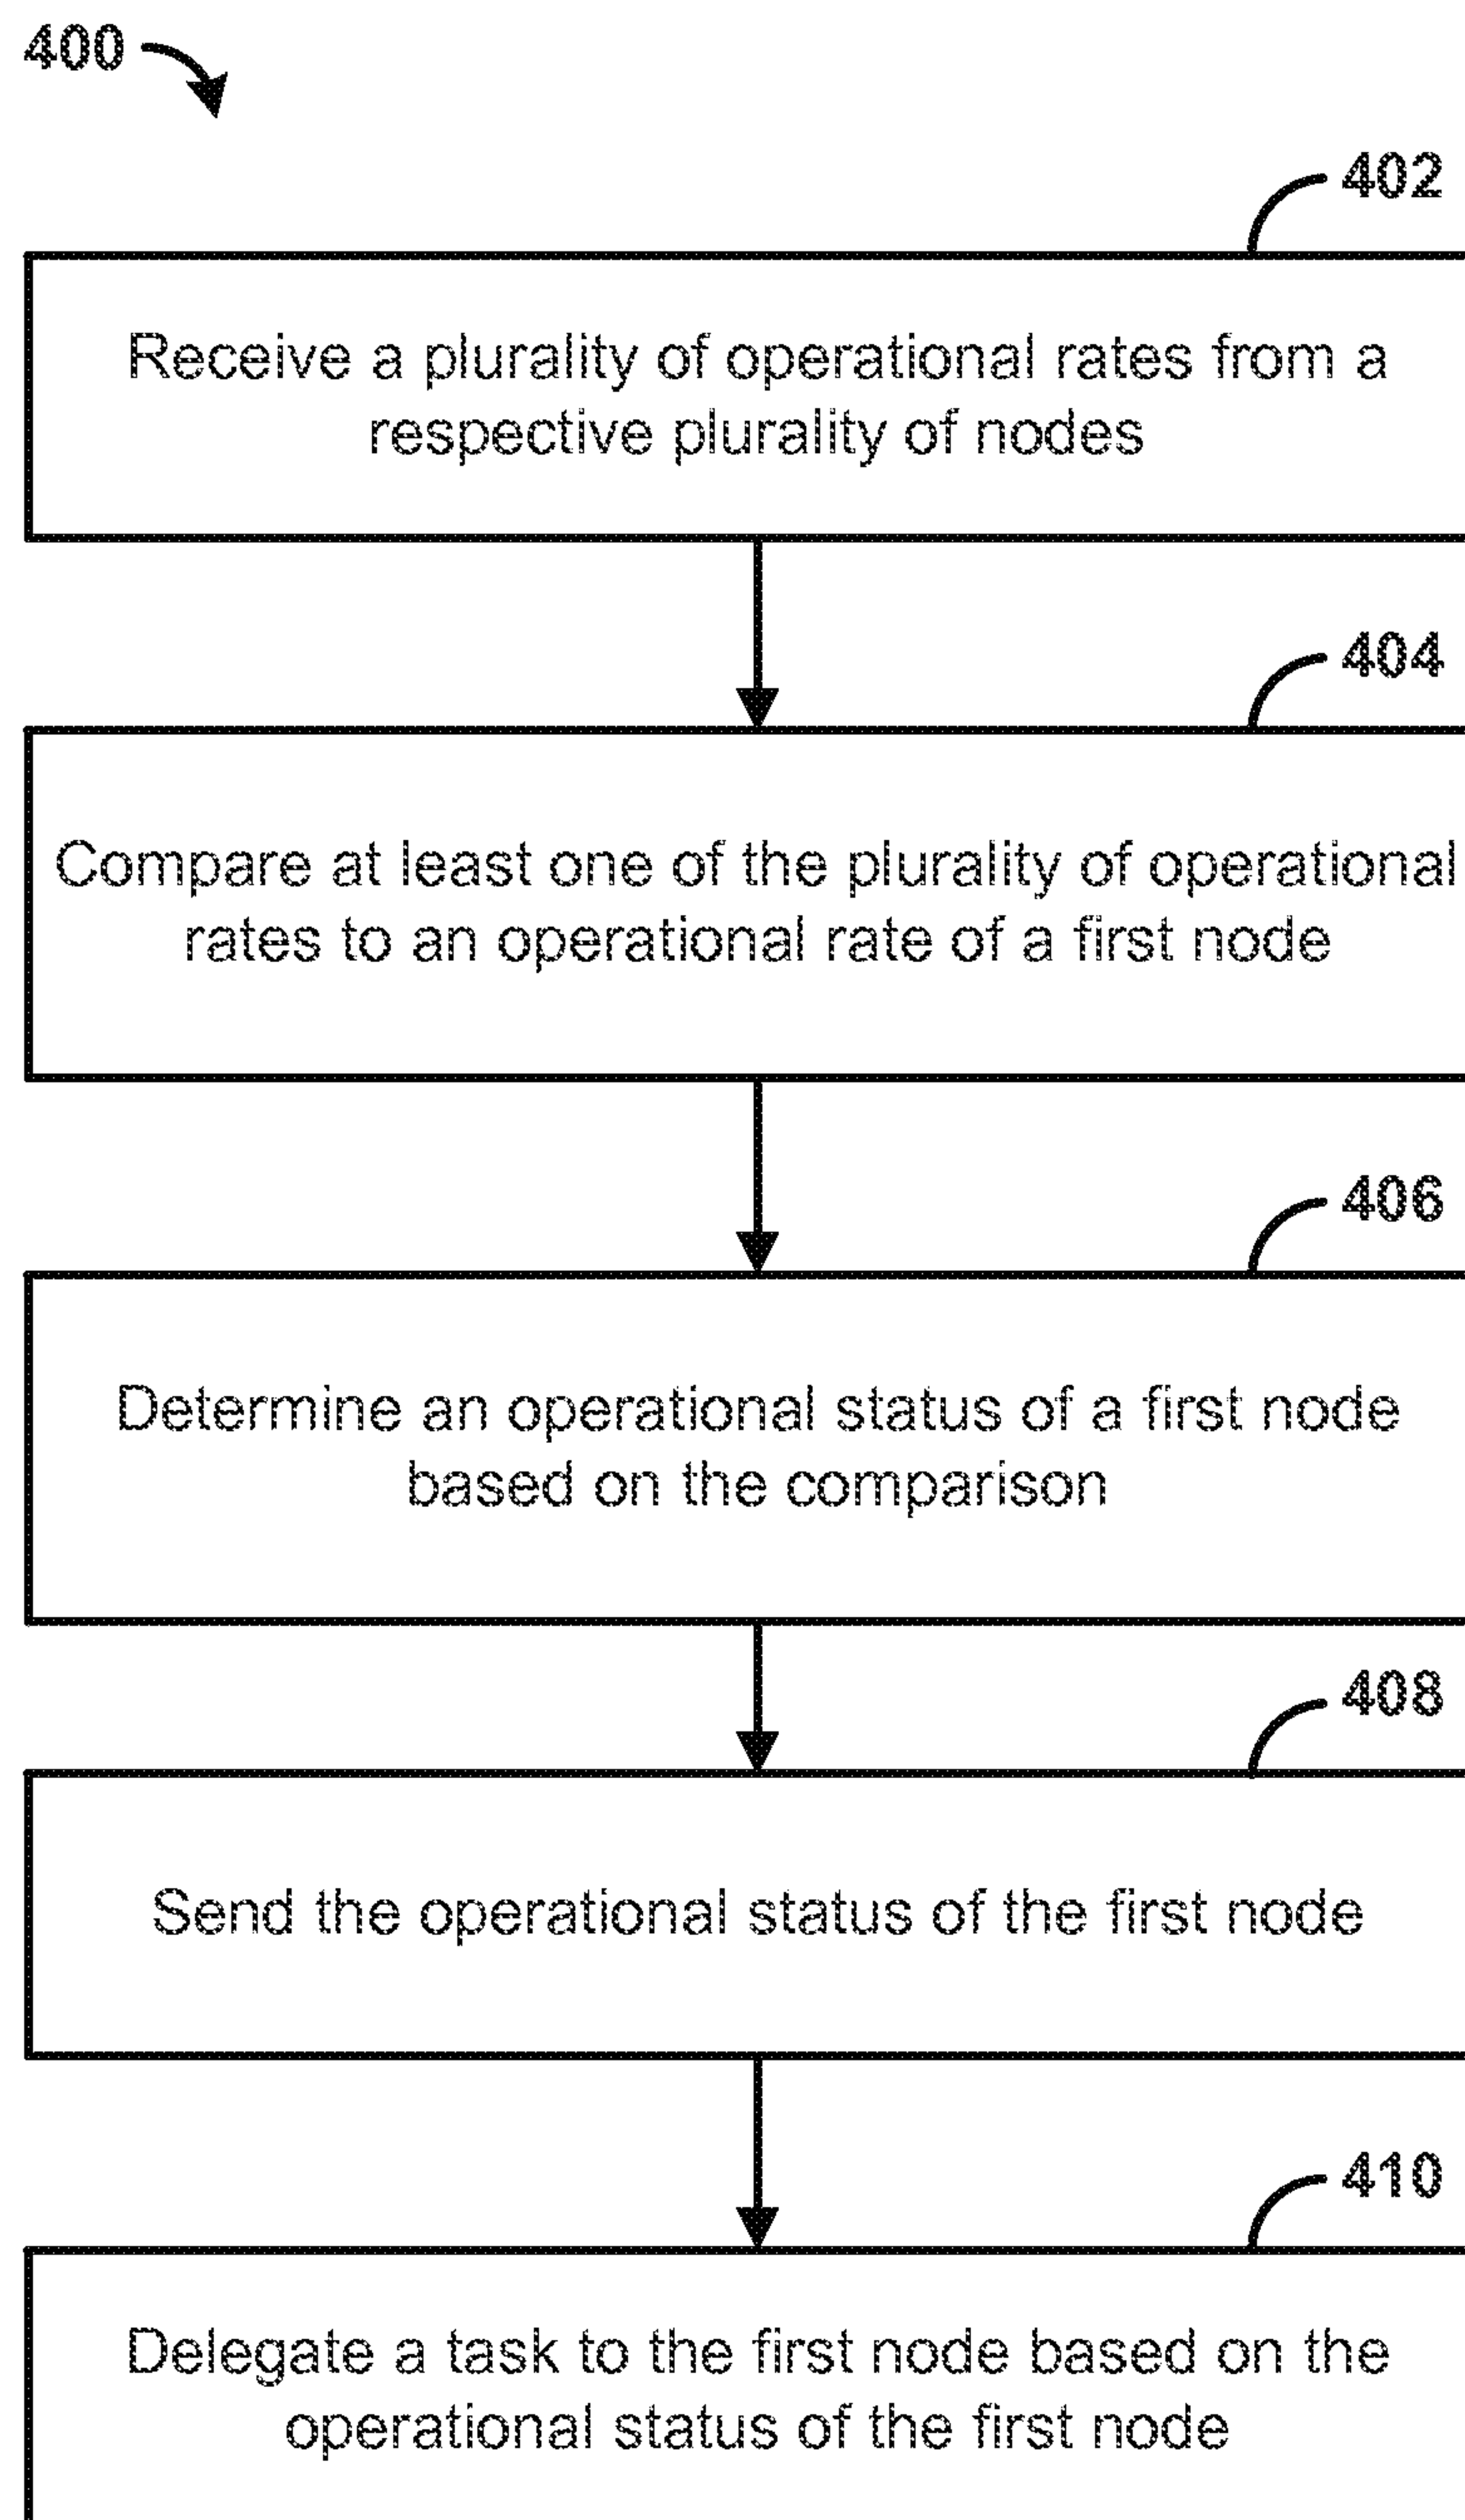 400
402
Receive a plurality of operational rates from a
respective plurality of nodes
404
Compare at least one of the plurality of operational
rates to an operational rate of a first node
406
Determine an operational status of a first node
based on the comparison
408
Send the operational status of the first node
410
Delegate a task to the first node based on the
operational status of the first node